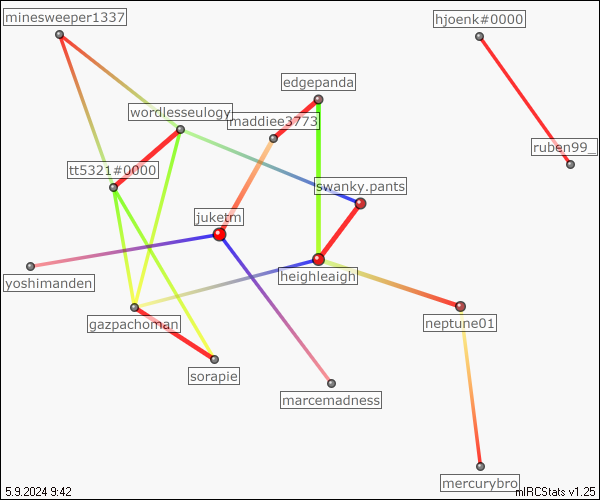 minesweeper1337
hjoenk#0000
edgepanda
wordlesseulogy
maddiee3773
ruben99_
tt5321#0000
swanky.pants
juketrn
yoshimanden
heighleaigh
gazpachoman
neptune01
sorapie
marcemadness
mercurybro
5.9.2024 9:42
mIRCStats v1.25